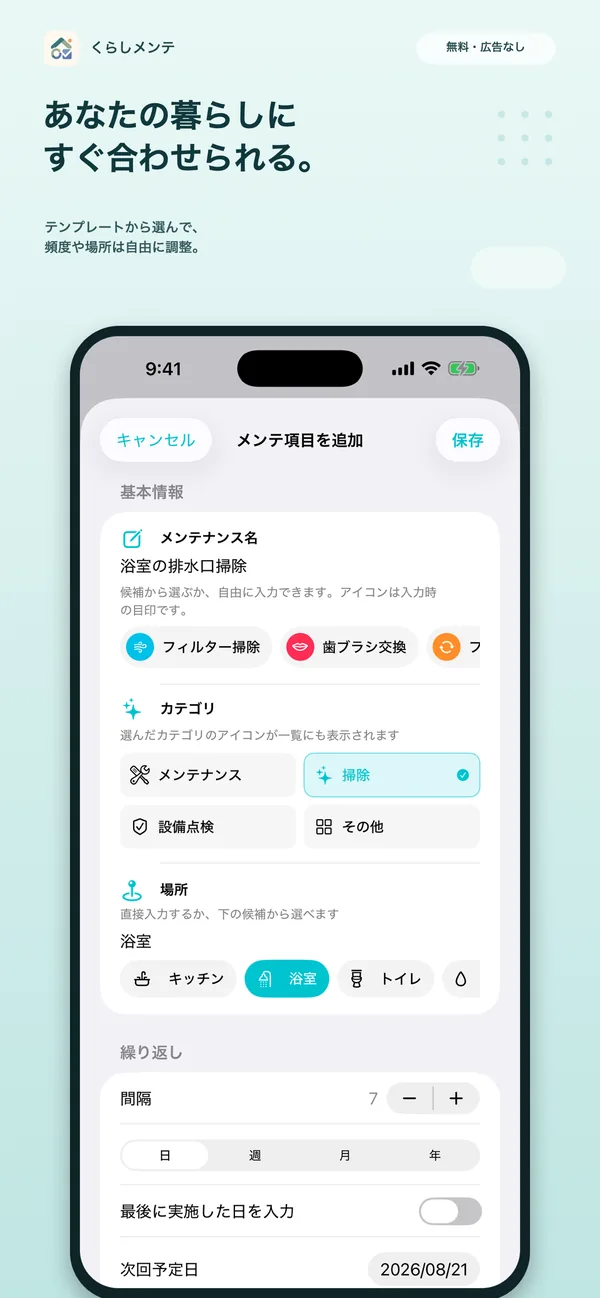 くらしメンテ
無料・広告なし
あなたの暮らしに
すぐ合わせられる。
テンプレートから選んで、
頻度や場所は自由に調整。
9:41
キャンセル
メンテ項目を追加
保存
基本情報
メンテナンス名
浴室の排水口掃除
候補から選ぶか、自由に入力できます。アイコンは入力時
の目印です。
フィルター掃除
歯ブラシ交換
フ
カテゴリ
選んだカテゴリのアイコンが一覧にも表示されます
メンテナンス
掃除
設備点検
その他
場所
直接入力するか、下の候補から選べます
浴室
キッチン
浴室
トイレ
繰り返し
間隔
7
日
週
月
年
最後に実施した日を入力
次回予定日
2026/08/21